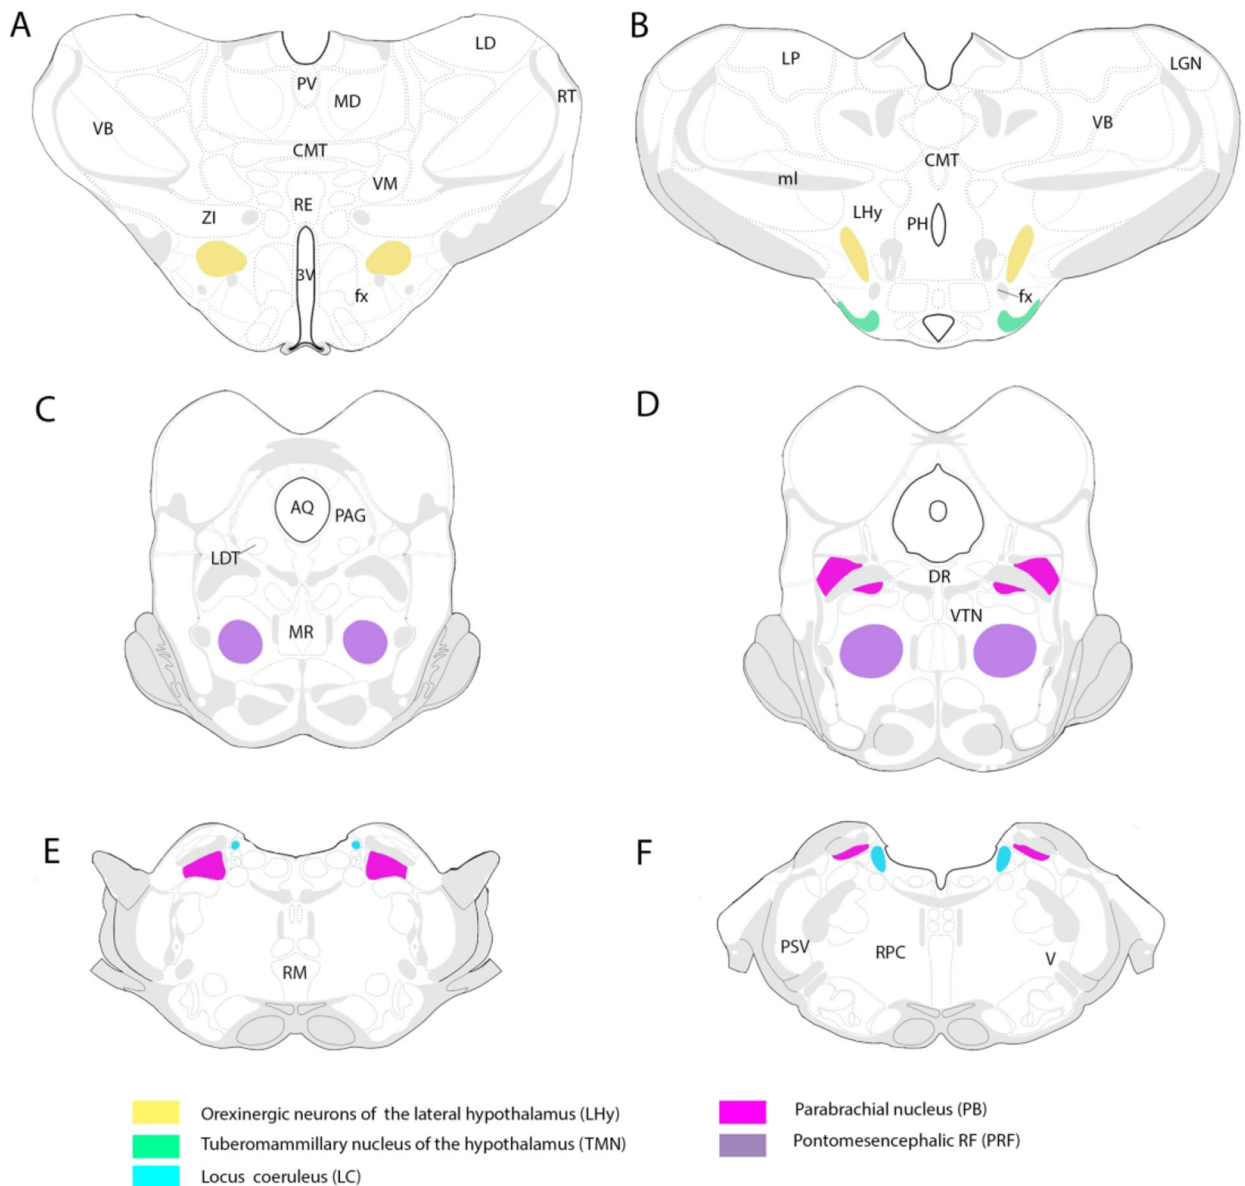 A
LD
PV
MD
RT
VB
CMT
VM
RE
ZI
3V
fx
B
LP
LGN
VB
CMT
ml
LHy
PH
fx
C
AQ
PAG
LDT
MR
D
DR
VTN
E
RM
F
PSV
RPC
V
Orexinergic neurons of the lateral hypothalamus (LHy)
Tuberomammillary nucleus of the hypothalamus (TMN)
Locus coeruleus (LC)
Parabrachial nucleus (PB)
Pontomesencephalic RF (PRF)